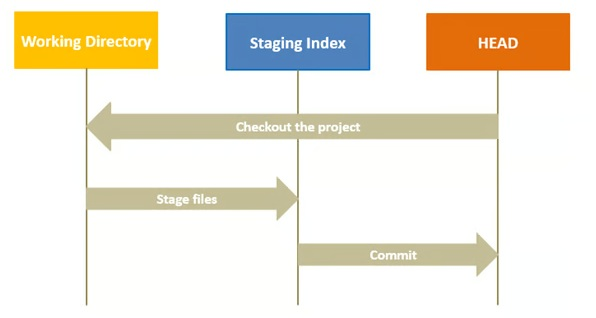 Working Directory
Staging Index
HEAD
Checkout the project
Stage files
Commit